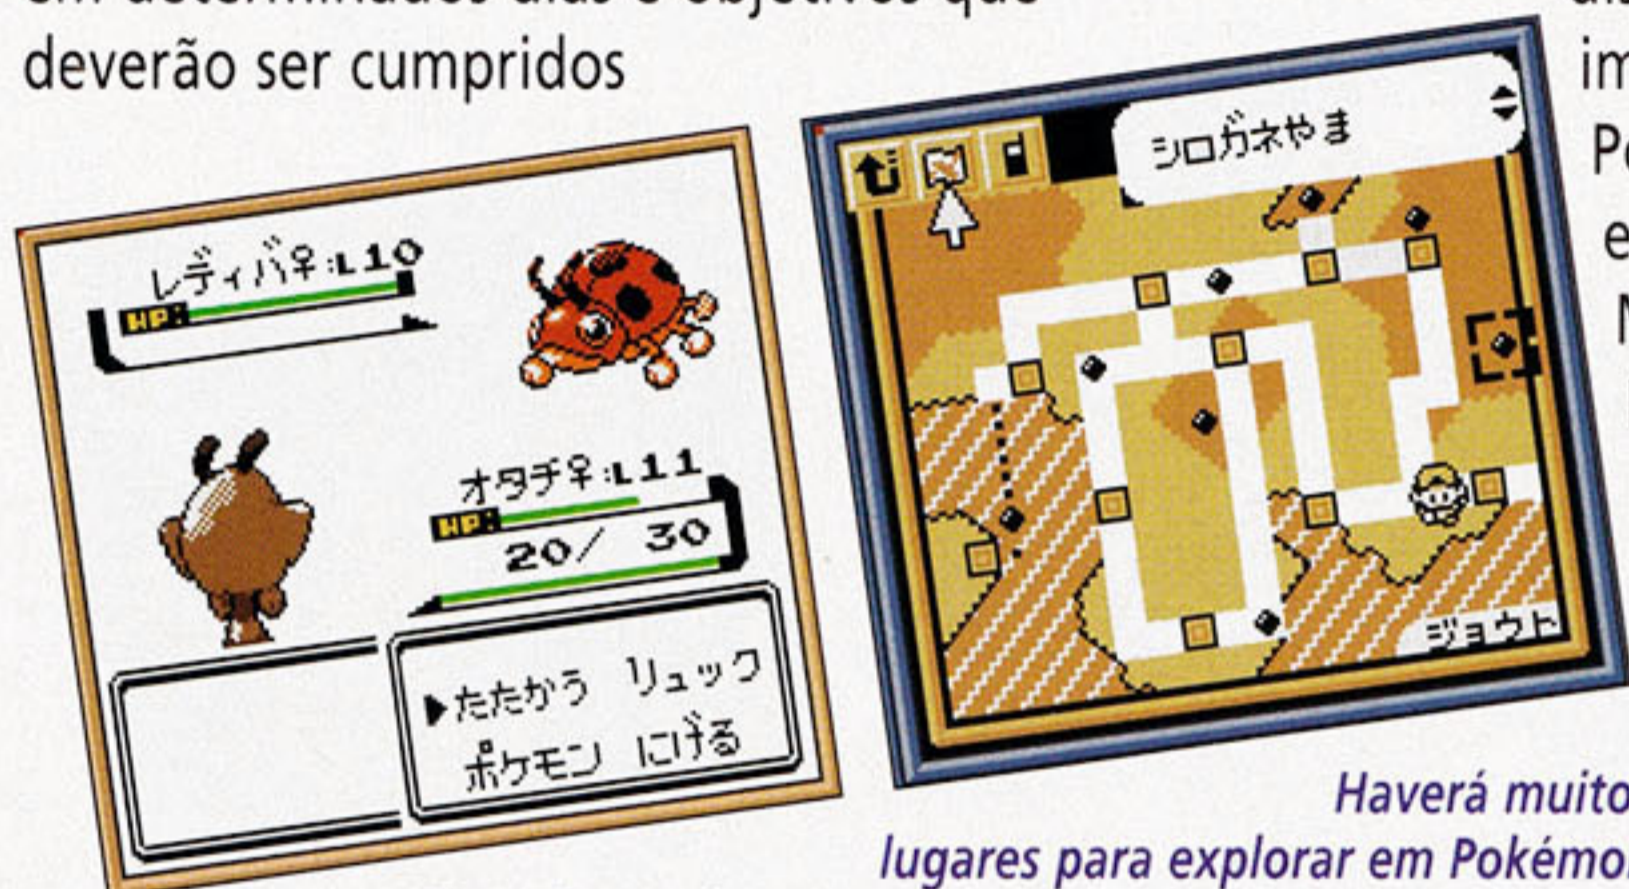 deverão ser cumpridos
レディバ♀:L10
HP:
オタチ♀:L11
HP:
20/ 30
▶たたかう リュック
ポケモン にげる
シロガネやま
ジョウト
Haverá muito
lugares para explorar em Pokémo